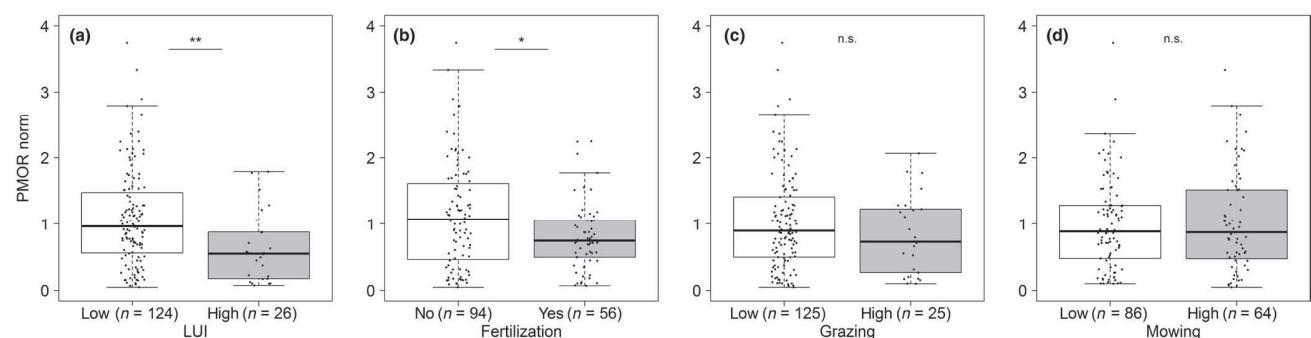 PMOR norm
4
3
2
1
0
(a)
**
Low (n = 124) High (n = 26)
LUI
4
3
2
1
0
(b)
*
No (n = 94) Yes (n = 56)
Fertilization
4
3
2
1
0
(c)
n.s.
Low (n = 125) High (n = 25)
Grazing
4
3
2
1
0
(d)
n.s.
Low (n = 86) High (n = 64)
Mowing